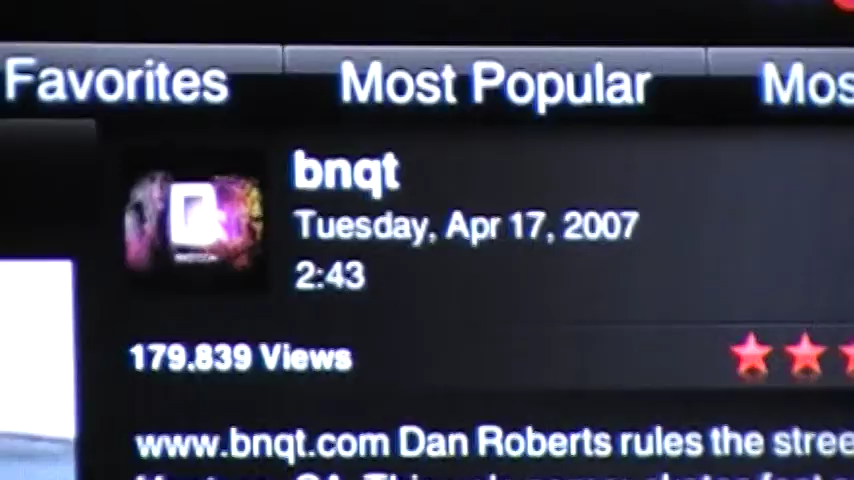 Favorites
Most Popular
Mos
bnqt
Tuesday, Apr 17, 2007
2:43
179.839 Views
www.bnqt.com Dan Roberts rules the stree